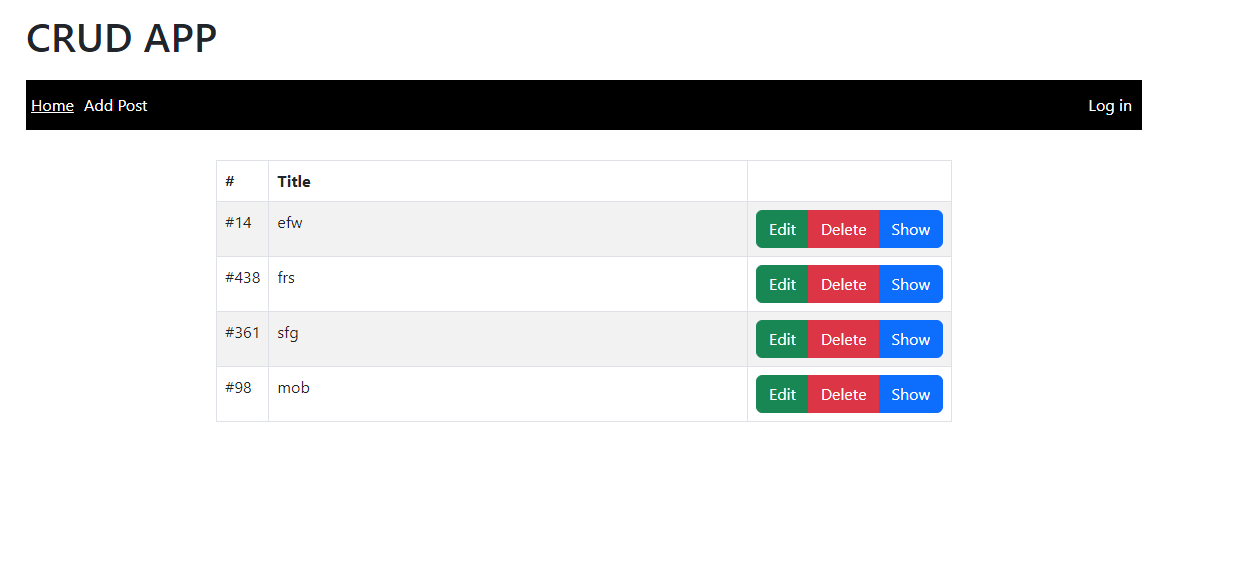 CRUD APP
Home Add Post Log in
# Title
#14 efw Edit Delete Show
#438 frs Edit Delete Show
#361 sfg Edit Delete Show
#98 mob Edit Delete Show